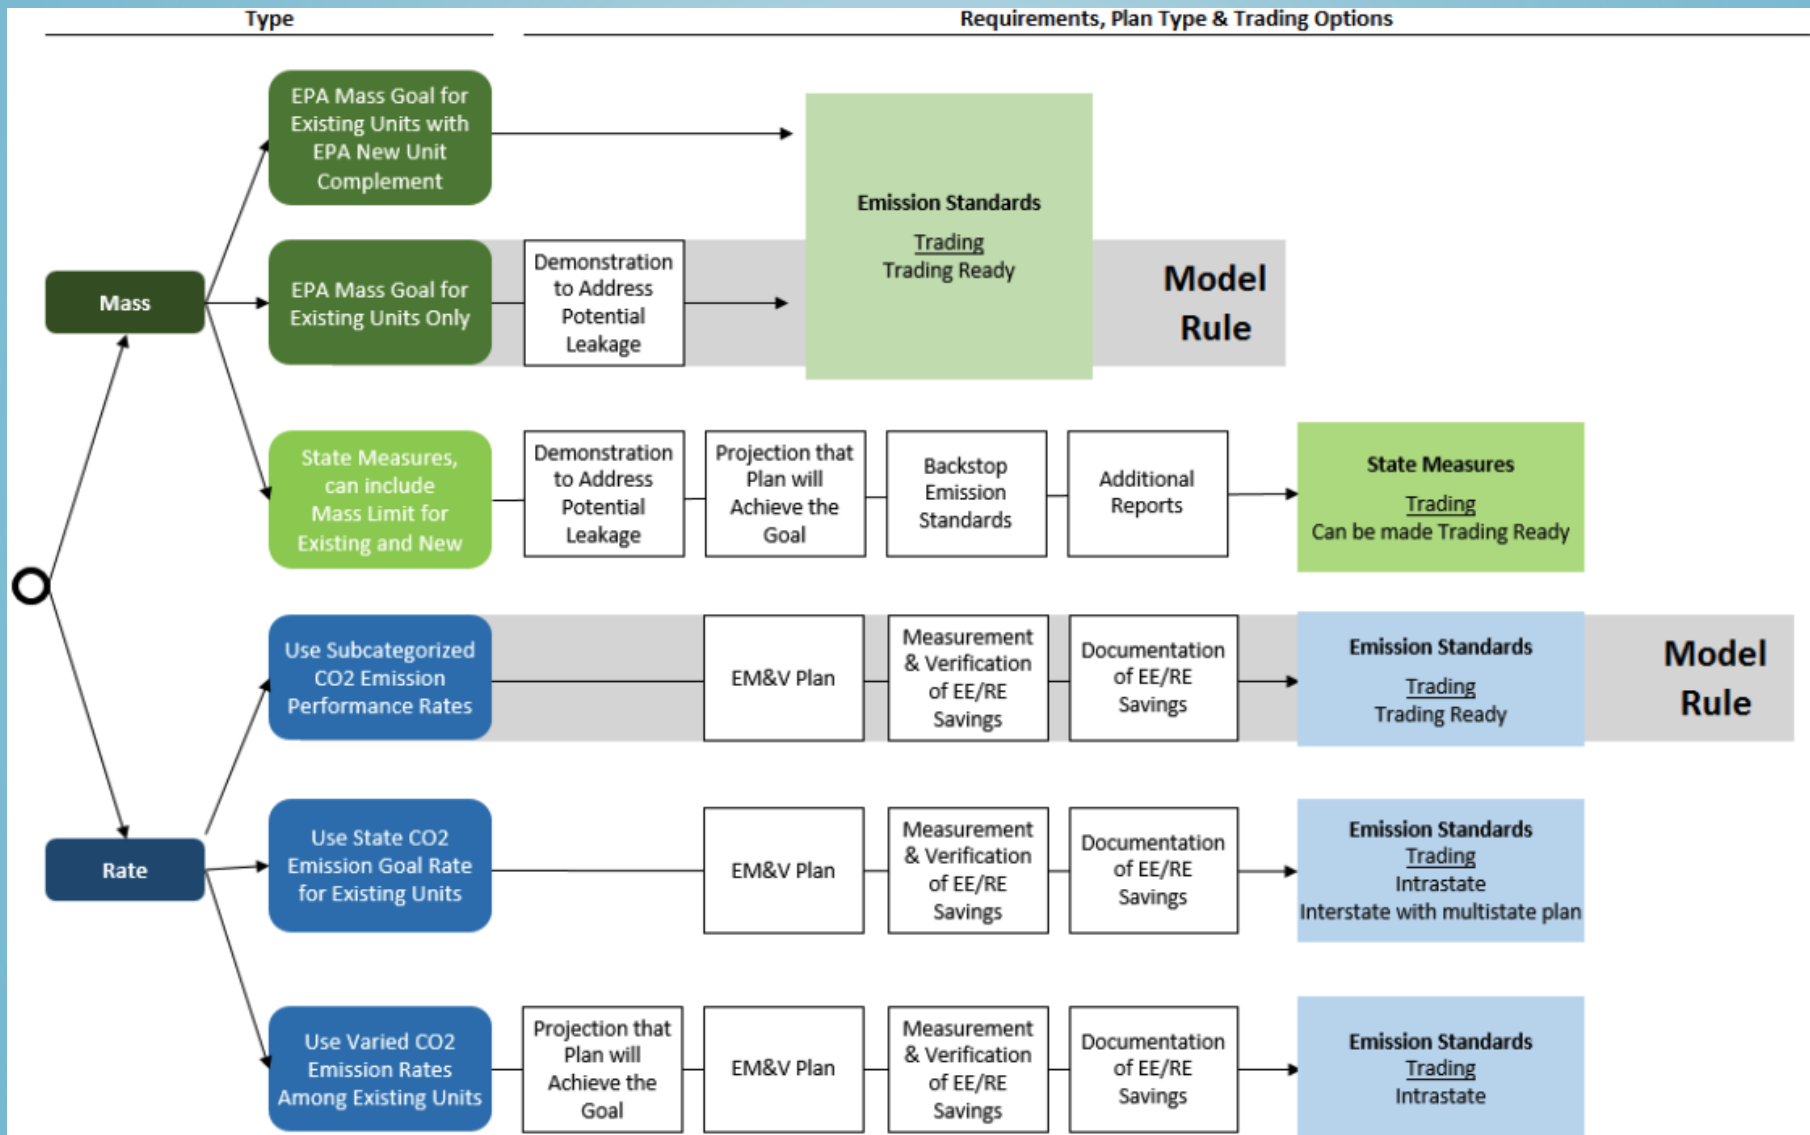 Type
Requirements, Plan Type & Trading Options
EPA Mass Goal for
Existing Units with
EPA New Unit
Complement
Emission Standards
Trading
Trading Ready
Mass
EPA Mass Goal for
Existing Units Only
Demonstration
to Address
Potential
Leakage
Model
Rule
State Measures,
can include
Mass Limit for
Existing and New
Demonstration
to Address
Potential
Leakage
Projection that
Plan will
Achieve the
Goal
Backstop
Emission
Standards
Additional
Reports
State Measures
Trading
Can be made Trading Ready
Use Subcategorized
CO2 Emission
Performance Rates
EM&V Plan
Measurement
& Verification
of EE/RE
Savings
Documentation
of EE/RE
Savings
Emission Standards
Trading
Trading Ready
Model
Rule
Rate
Use State CO2
Emission Goal Rate
for Existing Units
EM&V Plan
Measurement
& Verification
of EE/RE
Savings
Documentation
of EE/RE
Savings
Emission Standards
Trading
Intrastate
Interstate with multistate plan
Use Varied CO2
Emission Rates
Among Existing Units
Projection that
Plan will
Achieve the
Goal
EM&V Plan
Measurement
& Verification
of EE/RE
Savings
Documentation
of EE/RE
Savings
Emission Standards
Trading
Intrastate